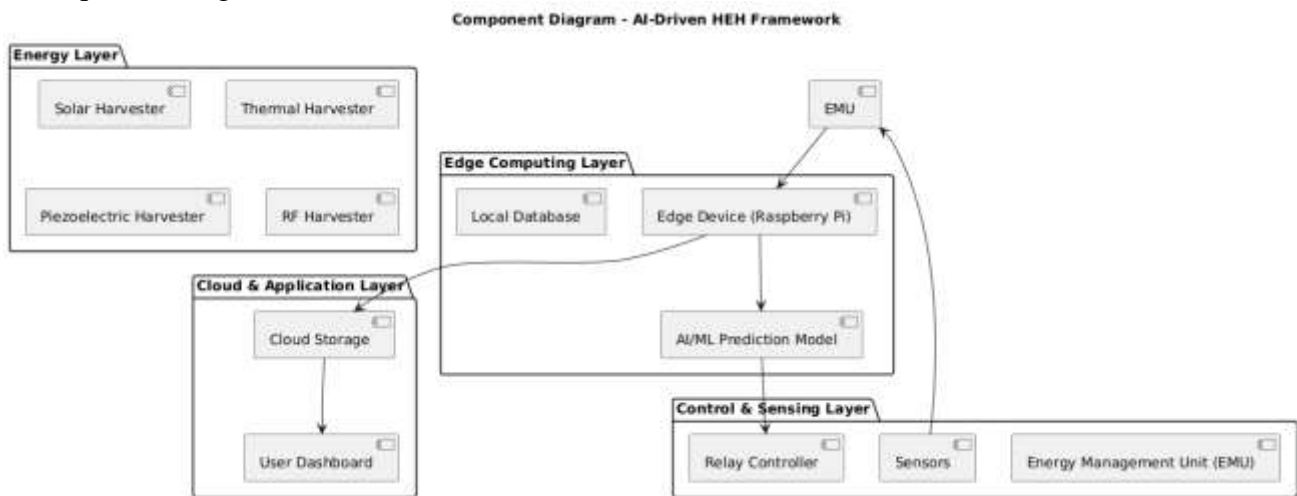 Component Diagram - AI-Driven HEH Framework
Energy Layer
Solar Harvester
Thermal Harvester
EMU
Piezoelectric Harvester
RF Harvester
Edge Computing Layer
Local Database
Edge Device (Raspberry Pi)
AI/ML Prediction Model
Cloud & Application Layer
Cloud Storage
User Dashboard
Control & Sensing Layer
Relay Controller
Sensors
Energy Management Unit (EMU)